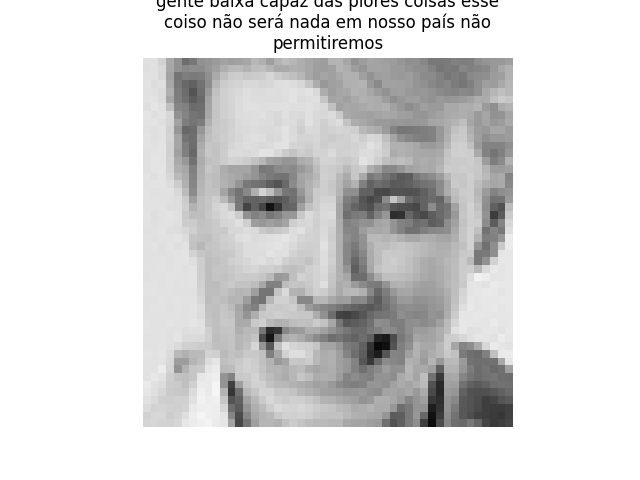 gente baixa capaz das piores coisas esse
coiso não será nada em nosso país não
permitiremos